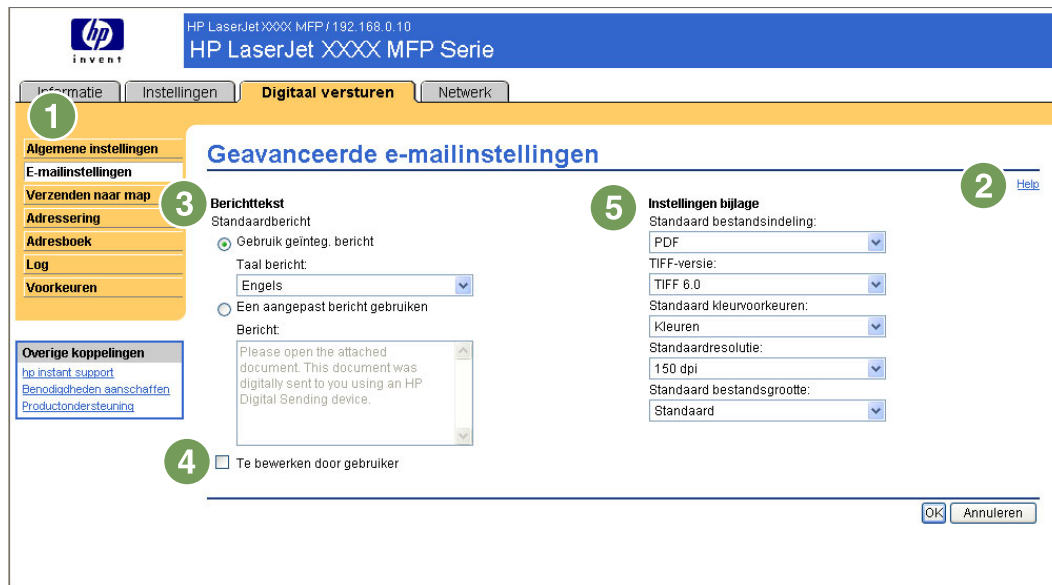 hp
invent
HP LaserJet XXXX MFP / 192.168.0.10
HP LaserJet XXXX MFP Serie
Informatie
Instellingen
Digitaal versturen
Netwerk
1
Algemene instellingen
E-mailinstellingen
Verzenden naar map
Adressering
Adresboek
Log
Voorkeuren
Overige koppelingen
hp instant support
Benodigdheden aanschaffen
Productondersteuning
Geavanceerde e-mailinstellingen
2
Help
3
Berichttekst
Standaardbericht
Gebruik geïnteg. bericht
Taal bericht:
Engels
Een aangepast bericht gebruiken
Bericht:
Please open the attached
document. This document was
digitally sent to you using an HP
Digital Sending device.
4
Te bewerken door gebruiker
5
Instellingen bijlage
Standaard bestandsindeling:
PDF
TIFF-versie:
TIFF 6.0
Standaard kleurvoorkeuren:
Kleuren
Standaardresolutie:
150 dpi
Standaard bestandsgrootte:
Standaard
OK
Annuleren